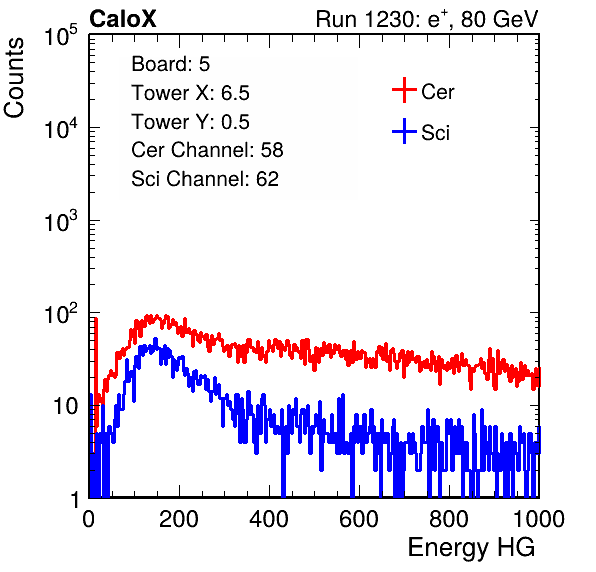 CaloX
Run 1230: e⁺, 80 GeV
Counts
10⁵
10⁴
10³
10²
10
1
Board: 5
Tower X: 6.5
Tower Y: 0.5
Cer Channel: 58
Sci Channel: 62
Cer
Sci
0 200 400 600 800 1000
Energy HG